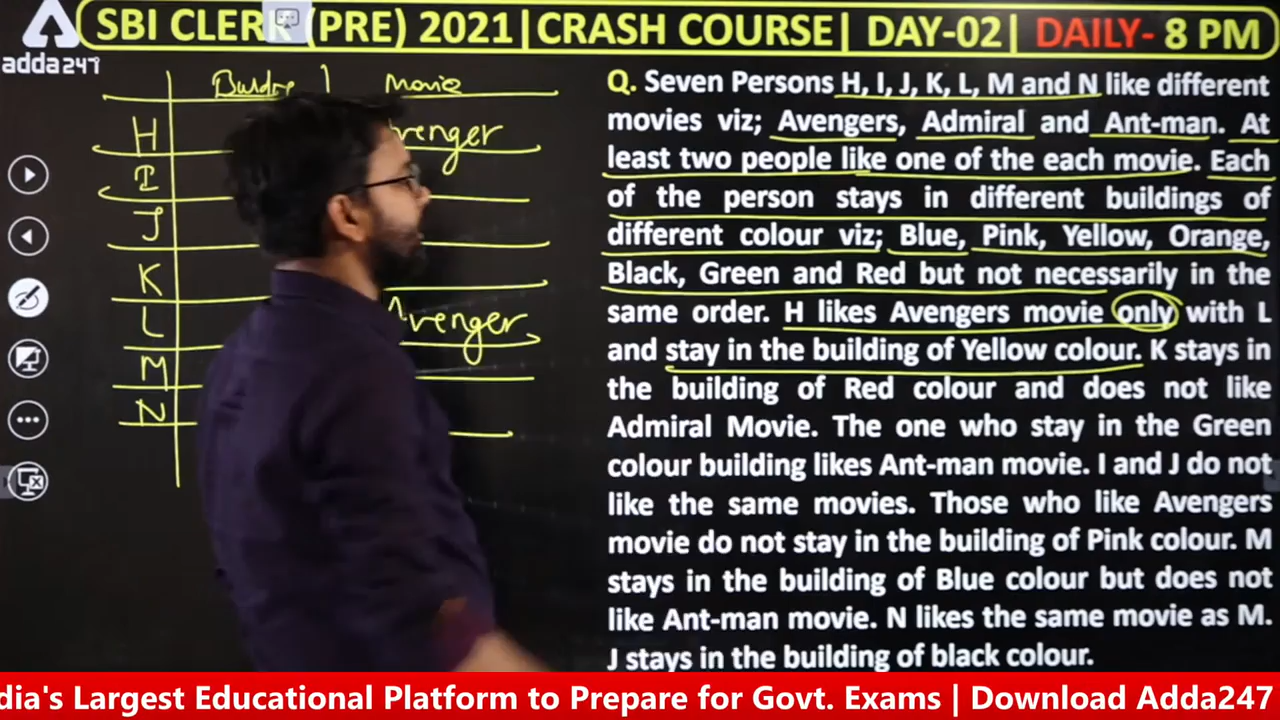 SBI CLERK (PRE) 2021|CRASH COURSE| DAY-02| DAILY- 8 PM
adda247
Movie
H Avenger
I
J
K
L Avenger
M
N
Q. Seven Persons H, I, J, K, L, M and N like different
movies viz; Avengers, Admiral and Ant-man. At
least two people like one of the each movie. Each
of the person stays in different buildings of
different colour viz; Blue, Pink, Yellow, Orange,
Black, Green and Red but not necessarily in the
same order. H likes Avengers movie only with L
and stay in the building of Yellow colour. K stays in
the building of Red colour and does not like
Admiral Movie. The one who stay in the Green
colour building likes Ant-man movie. I and J do not
like the same movies. Those who like Avengers
movie do not stay in the building of Pink colour. M
stays in the building of Blue colour but does not
like Ant-man movie. N likes the same movie as M.
J stays in the building of black colour.
dia's Largest Educational Platform to Prepare for Govt. Exams | Download Adda247